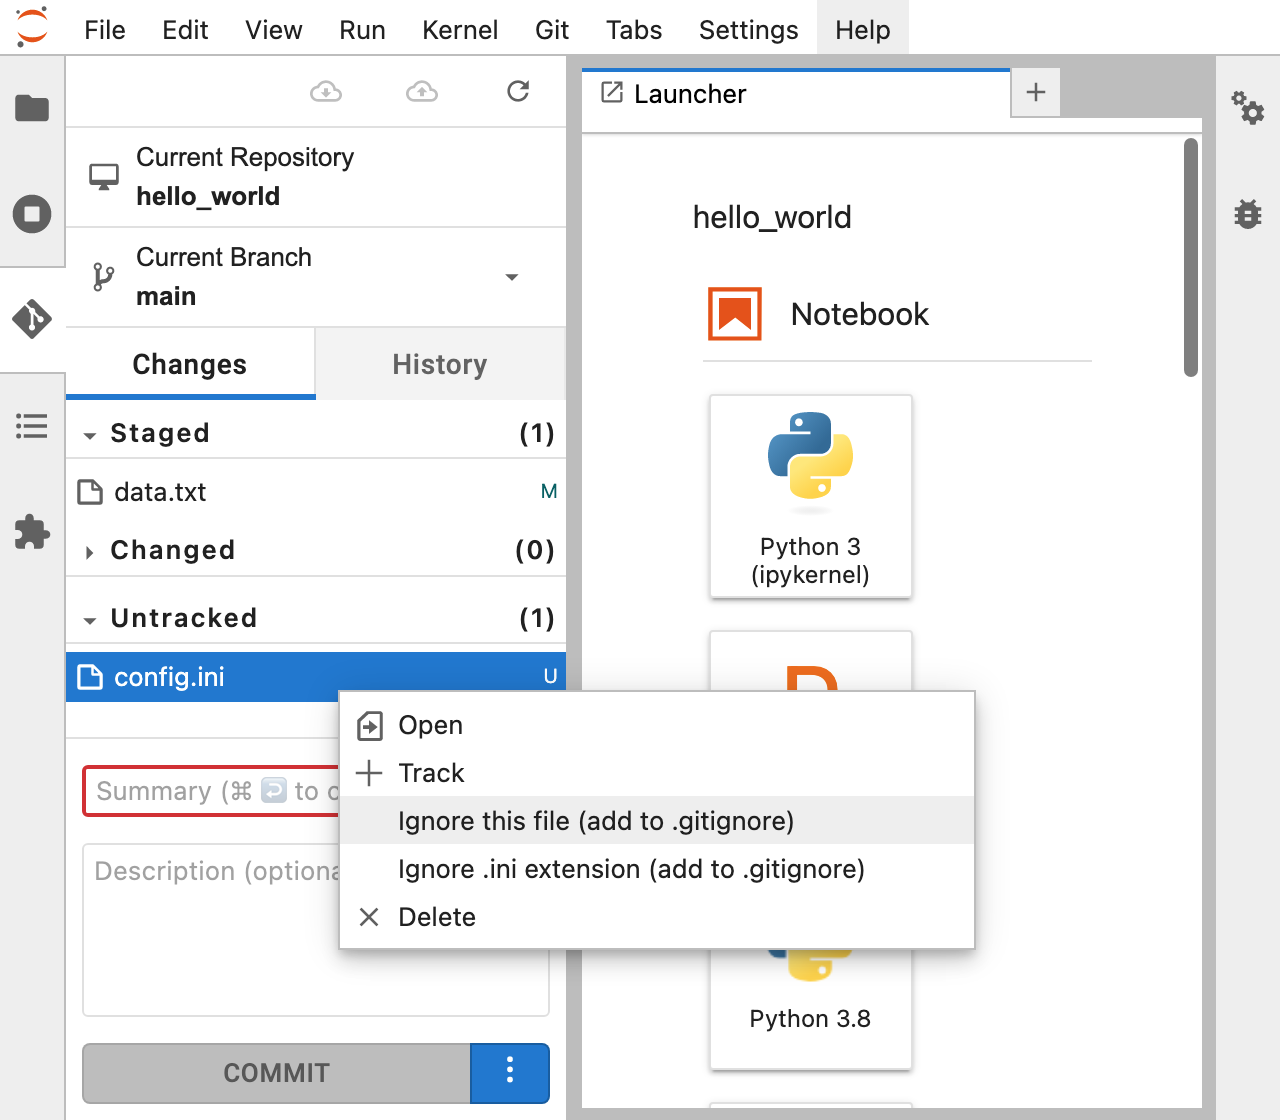 File Edit View Run Kernel Git Tabs Settings Help
Current Repository
hello_world
Current Branch
main
Changes History
Staged (1)
data.txt M
Changed (0)
Untracked (1)
config.ini U
Summary (⌘ to
Description (optiona
COMMIT
Open
Track
Ignore this file (add to .gitignore)
Ignore .ini extension (add to .gitignore)
Delete
Launcher
hello_world
Notebook
Python 3
(ipykernel)
Python 3.8